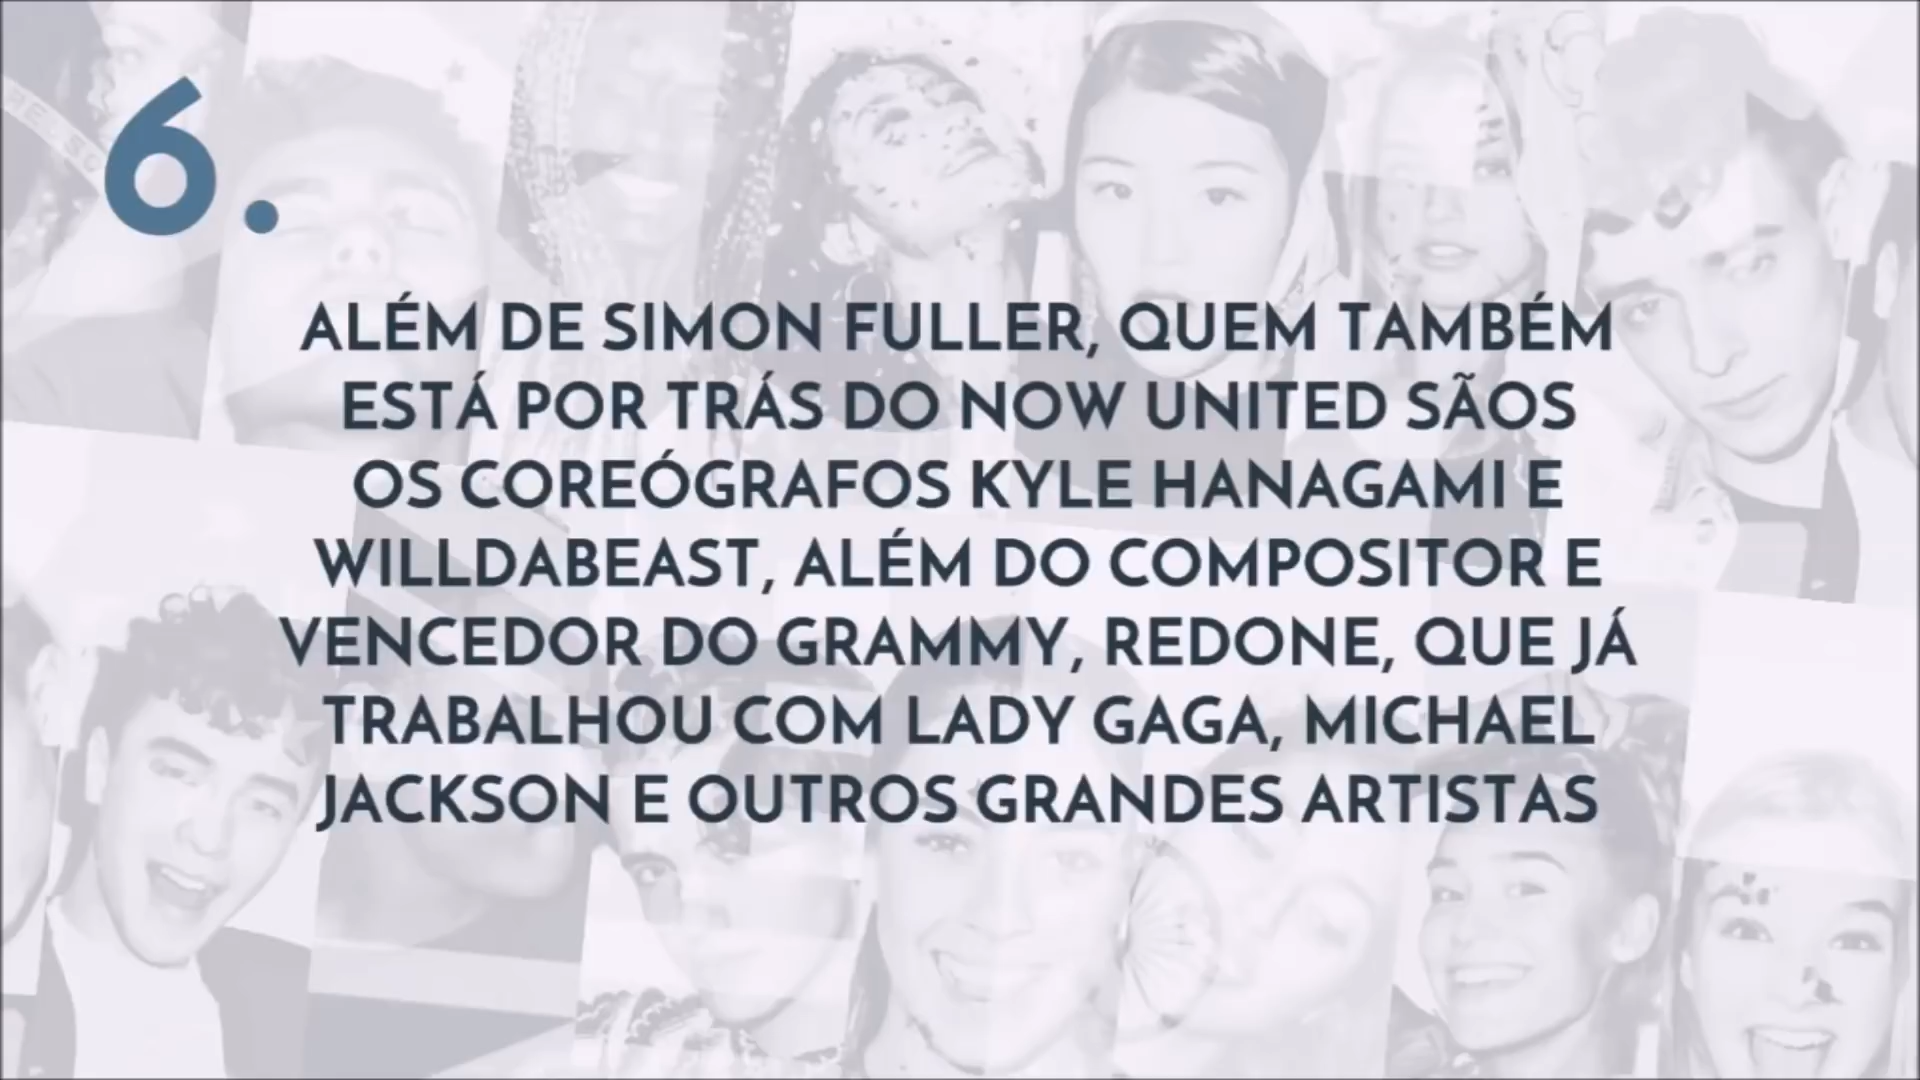 6.
ALÉM DE SIMON FULLER, QUEM TAMBÉM
ESTÁ POR TRÁS DO NOW UNITED SÃOS
OS COREÓGRAFOS KYLE HANAGAMI E
WILLDABEAST, ALÉM DO COMPOSITOR E
VENCEDOR DO GRAMMY, REDONE, QUE JÁ
TRABALHOU COM LADY GAGA, MICHAEL
JACKSON E OUTROS GRANDES ARTISTAS